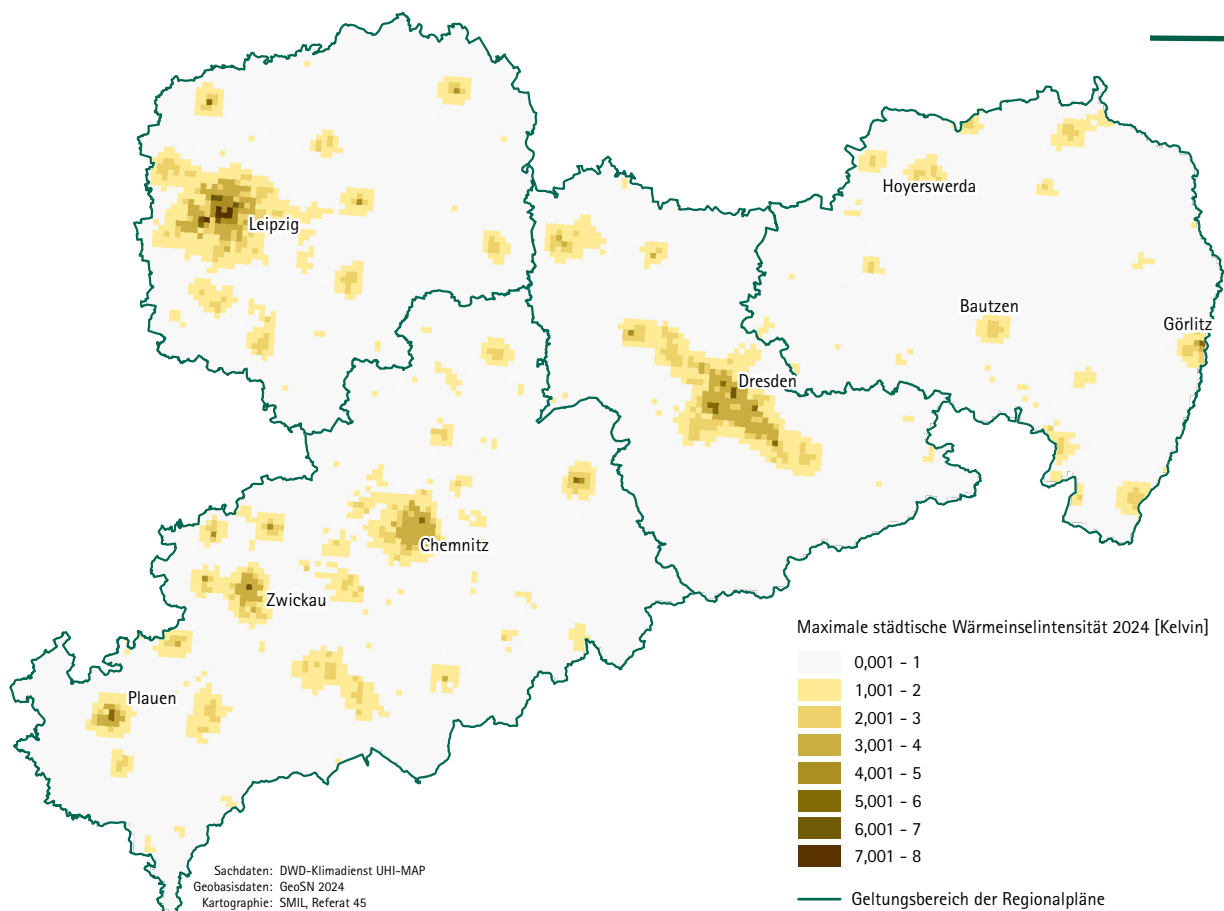 Hoyerswerda
Leipzig
Bautzen
Görlitz
Dresden
Chemnitz
Zwickau
Plauen
Maximale städtische Wärmeinselintensität 2024 [Kelvin]
0,001 - 1
1,001 - 2
2,001 - 3
3,001 - 4
4,001 - 5
5,001 - 6
6,001 - 7
7,001 - 8
Geltungsbereich der Regionalpläne
Sachdaten: DWD-Klimadienst UHI-MAP
Geobasisdaten: GeoSN 2024
Kartographie: SMIL, Referat 45